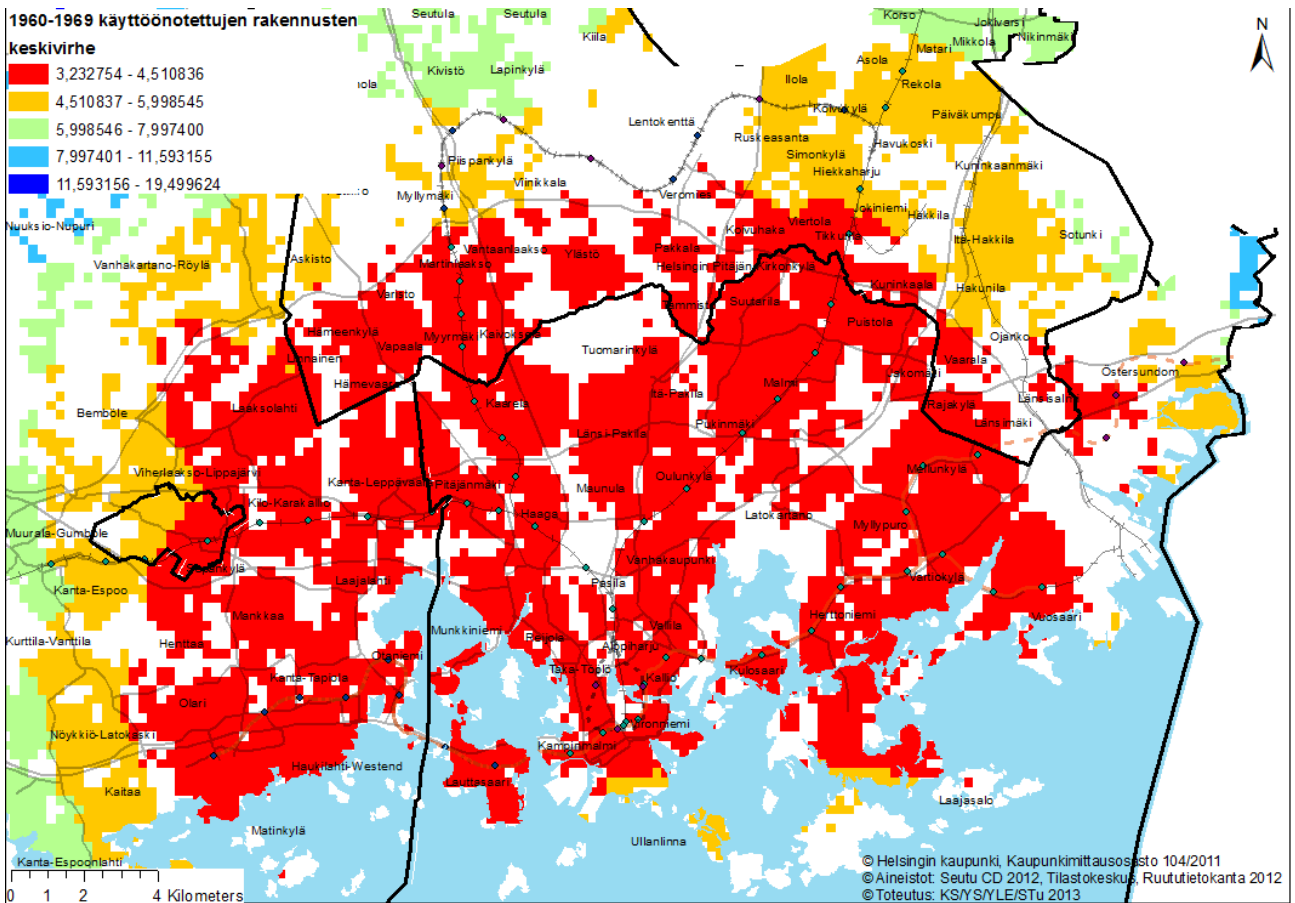 1960-1969 käyttöönotettujen rakennusten
keskivirhe
3,232754 - 4,510836
4,510837 - 5,998545
5,998546 - 7,997400
7,997401 - 11,593155
11,593156 - 19,499624
N
Seutula
Seutula
Kiila
Korso
Jokivarsi
Mikkola
Nikinmäki
Matari
Kivistö
Lapinkylä
Asola
Ilola
Rekola
Koivukylä
Päiväkumpu
Lentokenttä
Ruskeasanta
Havukoski
Simonkylä
Piispankylä
Kuninkaanmäki
Hiekkaharju
Viinikkala
Myllymäki
Veromies
Jokiniemi
Hakkila
Nuuksio-Nupuri
Viertola
Koivuhaka
Tikkurila
Itä-Hakkila
Sotunki
Vantaanlaakso
Ylästö
Pakkala
Vanhakartano-Röylä
Askisto
Martinlaakso
Helsingin Pitäjän Kirkonkylä
Kuninkaala
Hakunila
Varisto
Tammisto
Suutarila
Puistola
Hämeenkylä
Myyrmäki
Kaivoksela
Ojanko
Vapaala
Tuomarinkylä
Linnainen
Vaarala
Östersundom
Hämevaara
Malmi
Jakomäki
Itä-Pakila
Länsisalmi
Kaarela
Rajakylä
Laaksolahti
Bemböle
Länsi-Pakila
Pukinmäki
Länsimäki
Viherlaakso-Lippajärvi
Mellunkylä
Kanta-Leppävaara
Pitäjänmäki
Oulunkylä
Maunula
Kilo-Karakallio
Haaga
Latokartano
Myllypuro
Muurala-Gumböle
Vanhakaupunki
Sepänkylä
Laajalahti
Pasila
Vartiokylä
Kanta-Espoo
Mankkaa
Herttoniemi
Munkkiniemi
Vallila
Vuosaari
Kurttila-Vanttila
Henttaa
Reijola
Alppiharju
Otaniemi
Taka-Töölö
Kulosaari
Kanta-Tapiola
Kallio
Olari
Vironniemi
Nöykkiö-Latokaski
Kampinmalmi
Haukilahti-Westend
Lauttasaari
Kaitaa
Laajasalo
Matinkylä
Ullanlinna
Kanta-Espoonlahti
0 1 2 4 Kilometers
© Helsingin kaupunki, Kaupunkimittausosasto 104/2011
© Aineistot: Seutu CD 2012, Tilastokeskus, Ruututietokanta 2012
© Toteutus: KS/YS/YLE/STu 2013